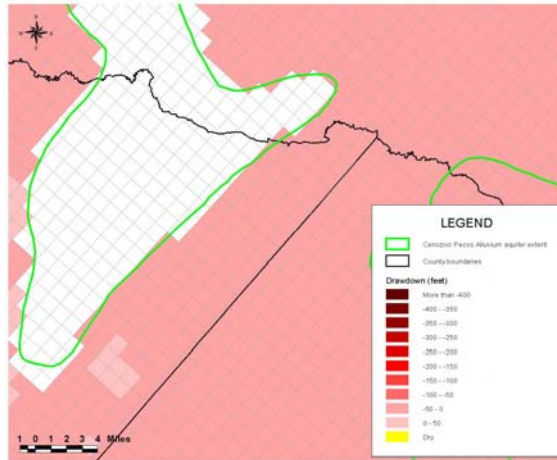 LEGEND
Cenozoic Pecos Alluvium aquifer extent
County boundaries
Drawdown (feet)
More than -400
-400 - -350
-350 - -300
-300 - -250
-250 - -200
-200 - -150
-150 - -100
-100 - -50
-50 - 0
0 - 50
Dry
1 0 1 2 3 4 Miles